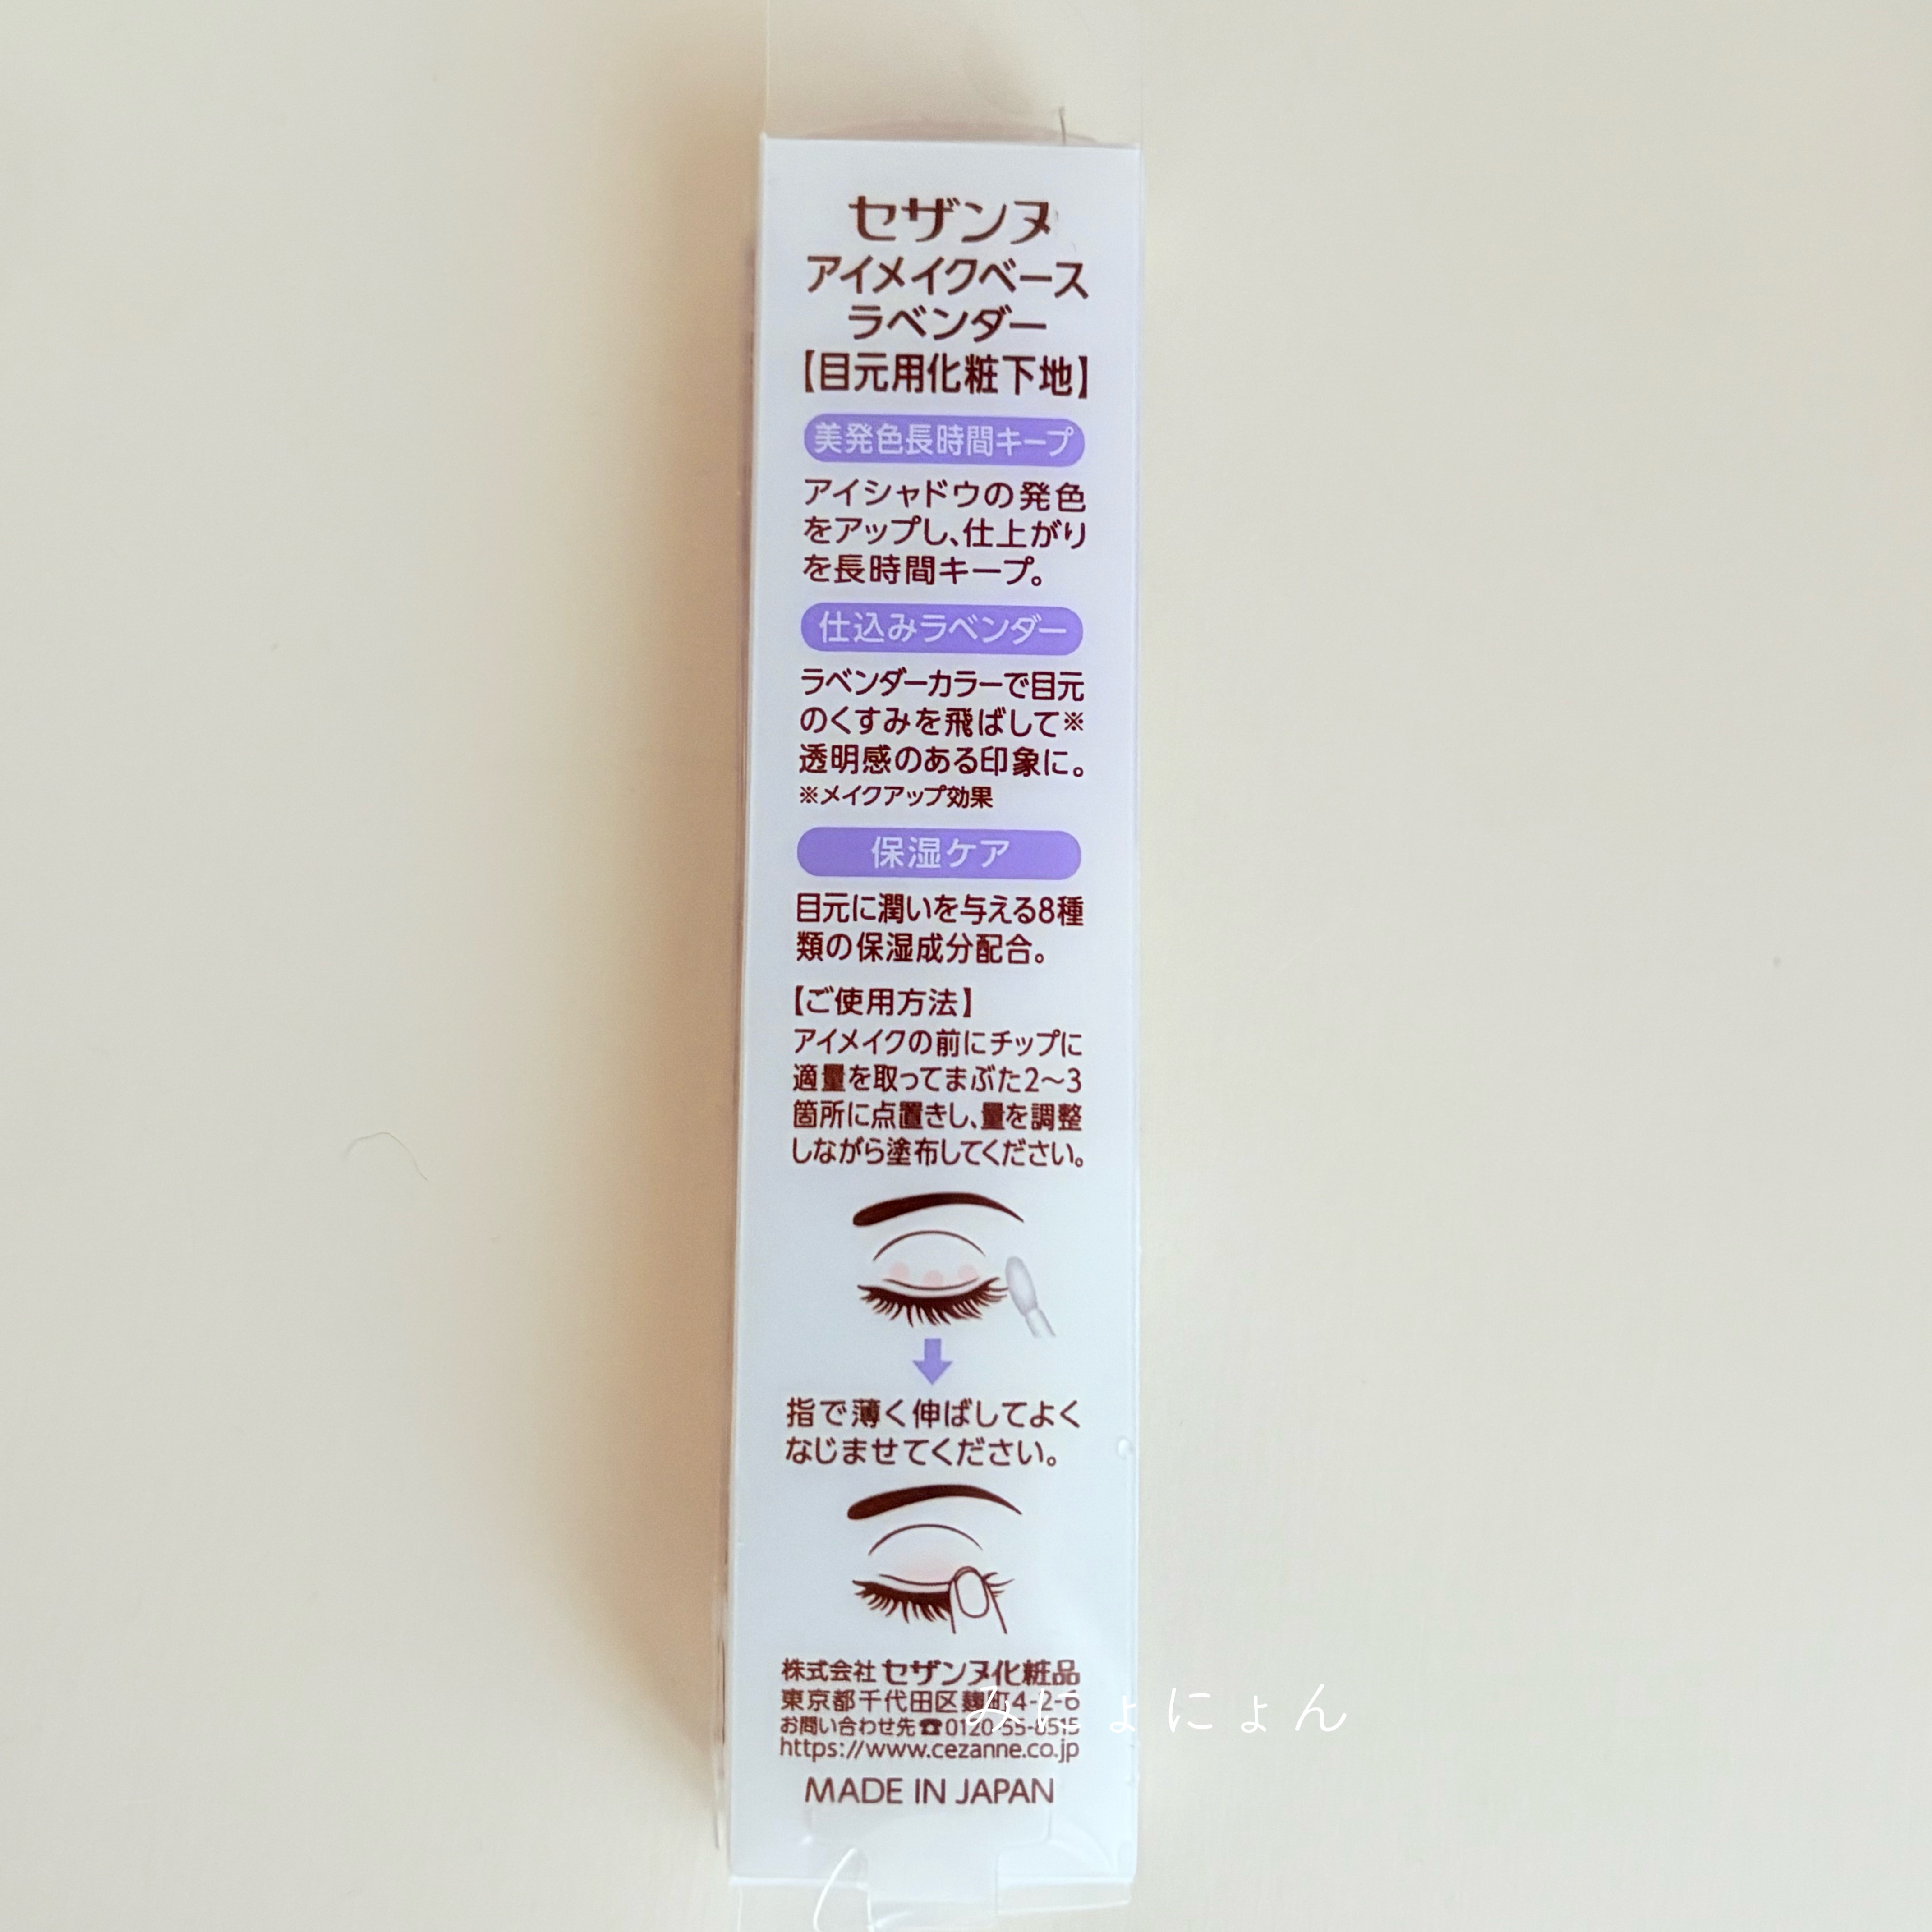 セザンヌ
アイメイクベース
ラベンダー
【目元用化粧下地】
美発色長時間キープ
アイシャドウの発色
をアップし、仕上がり
を長時間キープ。
仕込みラベンダー
ラベンダーカラーで目元
のくすみを飛ばして※
透明感のある印象に。
※メイクアップ効果
保湿ケア
目元に潤いを与える8種
類の保湿成分配合。
【ご使用方法】
アイメイクの前にチップに
適量を取ってまぶた2～3
箇所に点置きし、量を調整
しながら塗布してください。
指で薄く伸ばしてよく
なじませてください。
株式会社 セザンヌ化粧品
東京都千代田区麹町4-2-6
お問い合わせ先☎0120-55-8515
https://www.cezanne.co.jp
MADE IN JAPAN
みにょにょん